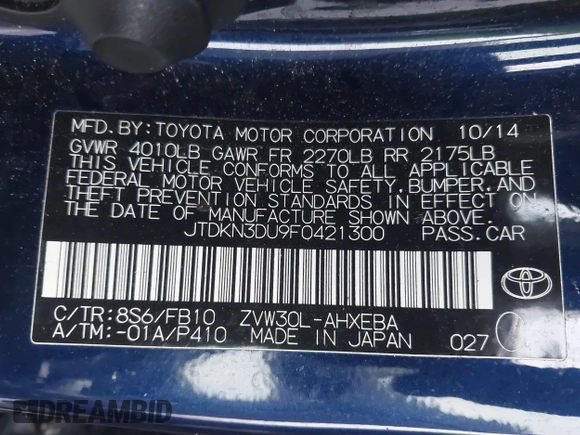 MFD.BY:TOYOTA MOTOR CORPORATION 10/14
GVWR 4010LB GAWR FR 2270LB RR 2175LB
THIS VEHICLE CONFORMS TO ALL APPLICABLE
FEDERAL MOTOR VEHICLE SAFETY,BUMPER,AND
THEFT PREVENTION STANDARDS IN EFFECT ON
THE DATE OF MANUFACTURE SHOWN ABOVE.
JTDKN3DU9F0421300 PASS.CAR
C/TR:8S6/FB10 ZVW30L-AHXEBA
A/TM:-01A/P410 MADE IN JAPAN 027
DREAMBID